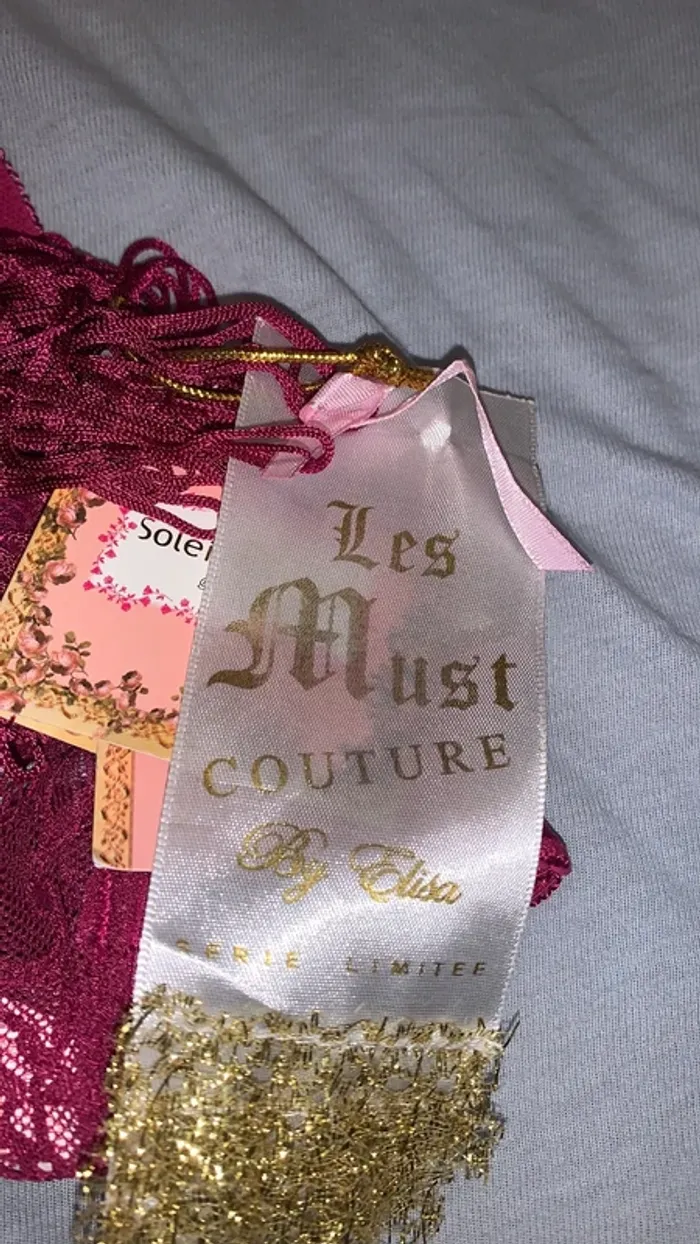 Les
Must
COUTURE
By Elisa
SERIE LIMITEE